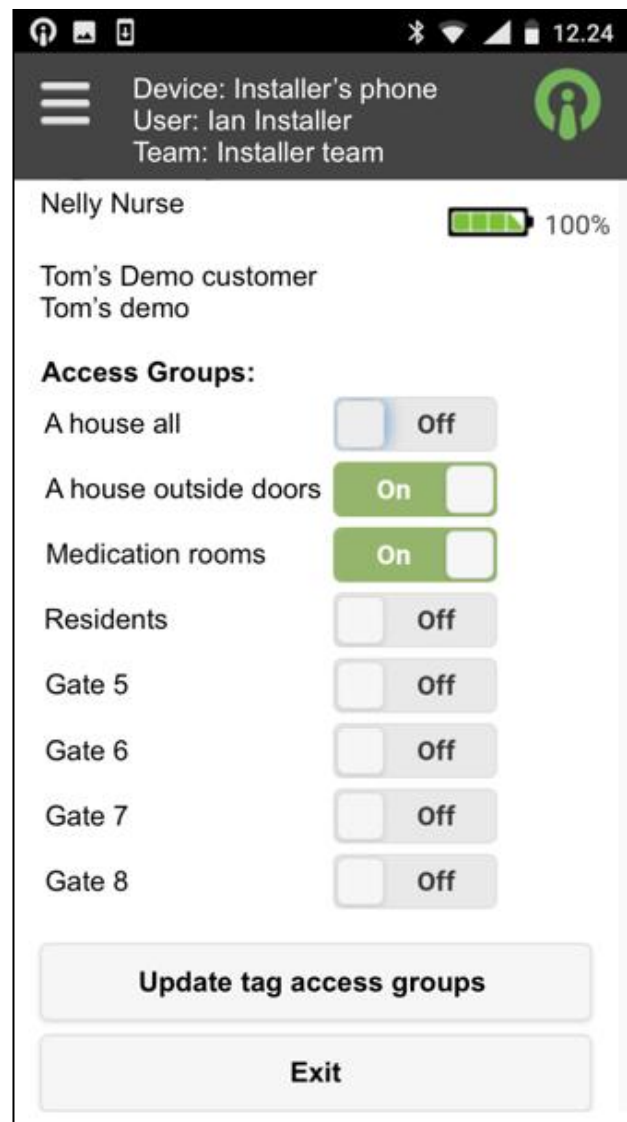 12.24
Device: Installer's phone
User: Ian Installer
Team: Installer team
Nelly Nurse
100%
Tom's Demo customer
Tom's demo
Access Groups:
A house all Off
A house outside doors On
Medication rooms On
Residents Off
Gate 5 Off
Gate 6 Off
Gate 7 Off
Gate 8 Off
Update tag access groups
Exit